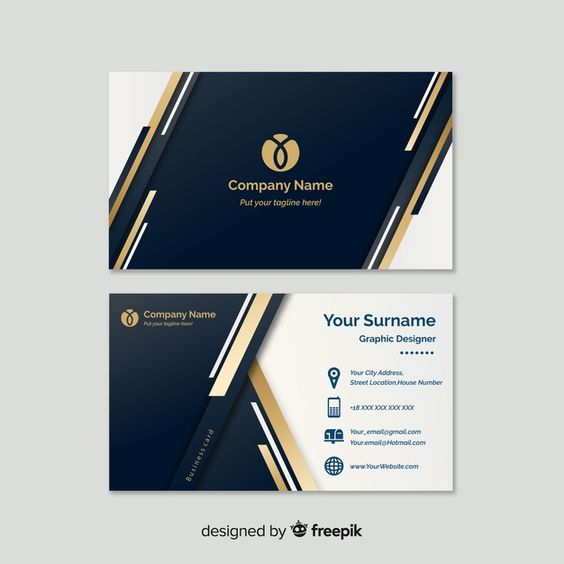 Company Name
Put your tagline here!
Company Name
Put your tagline here!
Your Surname
Graphic Designer
Your City Address,
Street Location,House Number
+18 XXX XXX XXX XXX
Your_email@gmail.com
Your.email@Hotmail.com
www.YourWebsite.com
Business card
designed by freepik